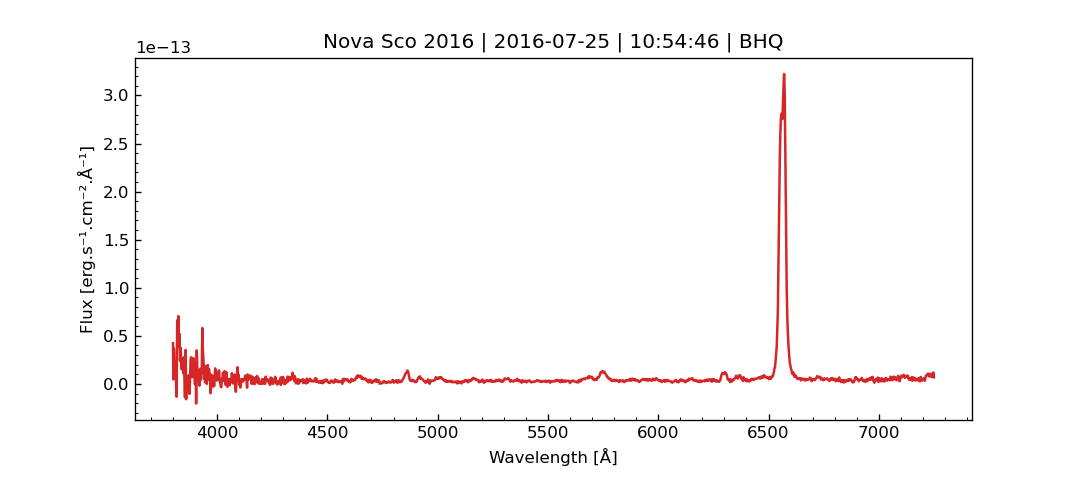 Nova Sco 2016 | 2016-07-25 | 10:54:46 | BHQ
1e−13
3.0
2.5
2.0
1.5
1.0
0.5
0.0
Flux [erg.s⁻¹.cm⁻².Å⁻¹]
4000 4500 5000 5500 6000 6500 7000
Wavelength [Å]